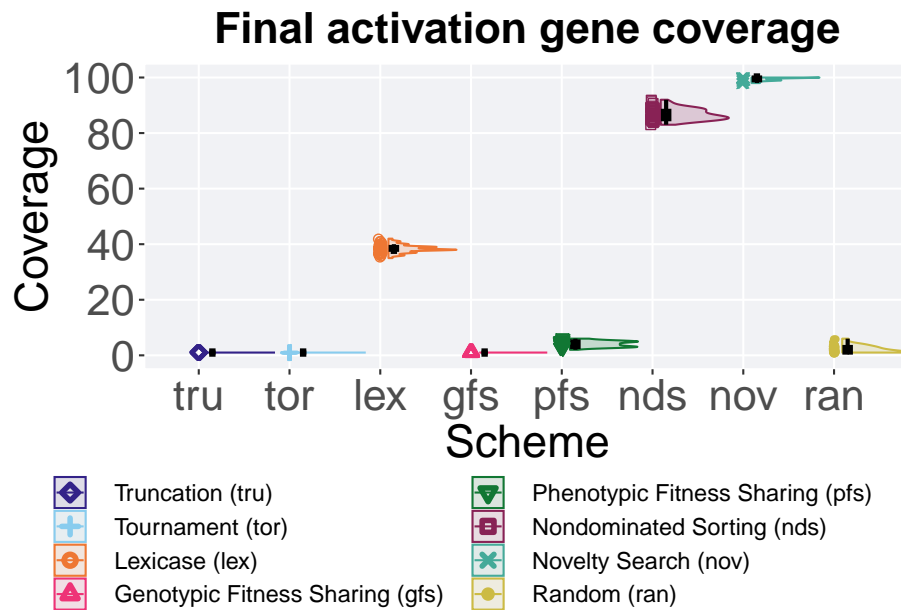 Final activation gene coverage
Coverage
100
80
60
40
20
0
tru tor lex gfs pfs nds nov ran
Scheme
Truncation (tru)
Tournament (tor)
Lexicase (lex)
Genotypic Fitness Sharing (gfs)
Phenotypic Fitness Sharing (pfs)
Nondominated Sorting (nds)
Novelty Search (nov)
Random (ran)